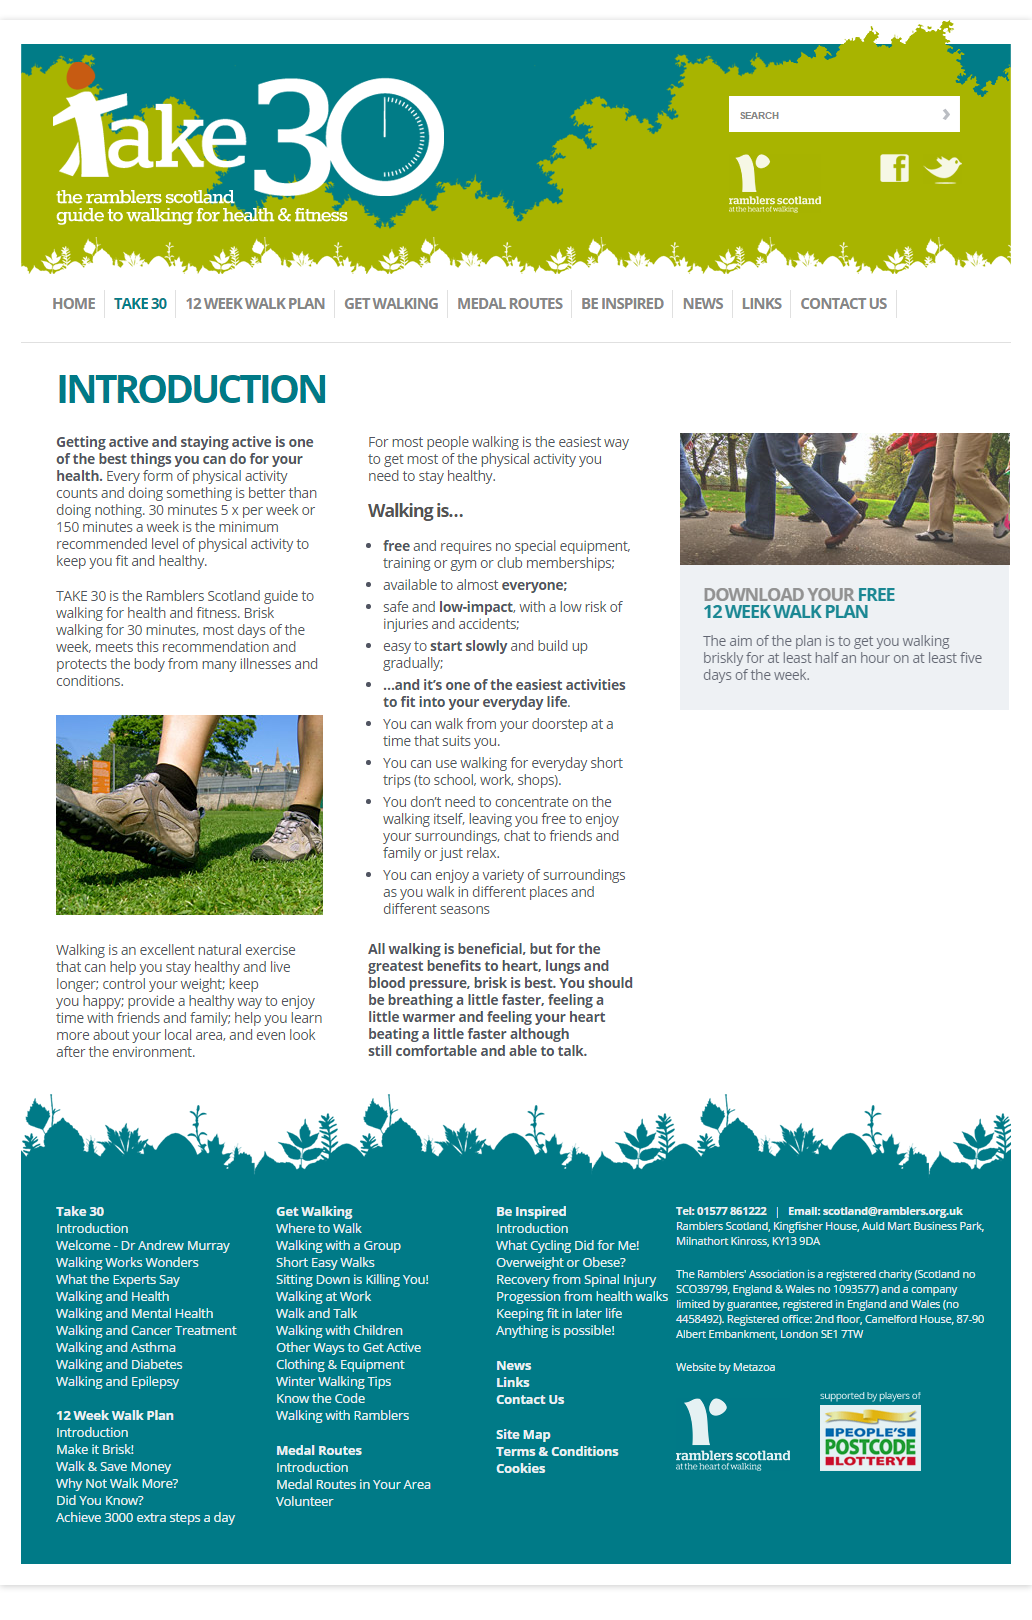 Take 30
the ramblers scotland
guide to walking for health & fitness
SEARCH
ramblers scotland
at the heart of walking
HOME
TAKE 30
12 WEEK WALK PLAN
GET WALKING
MEDAL ROUTES
BE INSPIRED
NEWS
LINKS
CONTACT US
INTRODUCTION
Getting active and staying active is one
of the best things you can do for your
health. Every form of physical activity
counts and doing something is better than
doing nothing. 30 minutes 5 x per week or
150 minutes a week is the minimum
recommended level of physical activity to
keep you fit and healthy.
TAKE 30 is the Ramblers Scotland guide to
walking for health and fitness. Brisk
walking for 30 minutes, most days of the
week, meets this recommendation and
protects the body from many illnesses and
conditions.
Walking is an excellent natural exercise
that can help you stay healthy and live
longer; control your weight; keep
you happy; provide a healthy way to enjoy
time with friends and family; help you learn
more about your local area, and even look
after the environment.
For most people walking is the easiest way
to get most of the physical activity you
need to stay healthy.
Walking is...
• free and requires no special equipment,
training or gym or club memberships;
• available to almost everyone;
• safe and low-impact, with a low risk of
injuries and accidents;
• easy to start slowly and build up
gradually;
• ...and it's one of the easiest activities
to fit into your everyday life.
• You can walk from your doorstep at a
time that suits you.
• You can use walking for everyday short
trips (to school, work, shops).
• You don't need to concentrate on the
walking itself, leaving you free to enjoy
your surroundings, chat to friends and
family or just relax.
• You can enjoy a variety of surroundings
as you walk in different places and
different seasons
All walking is beneficial, but for the
greatest benefits to heart, lungs and
blood pressure, brisk is best. You should
be breathing a little faster, feeling a
little warmer and feeling your heart
beating a little faster although
still comfortable and able to talk.
DOWNLOAD YOUR FREE
12 WEEK WALK PLAN
The aim of the plan is to get you walking
briskly for at least half an hour on at least five
days of the week.
Take 30
Introduction
Welcome - Dr Andrew Murray
Walking Works Wonders
What the Experts Say
Walking and Health
Walking and Mental Health
Walking and Cancer Treatment
Walking and Asthma
Walking and Diabetes
Walking and Epilepsy
12 Week Walk Plan
Introduction
Make it Brisk!
Walk & Save Money
Why Not Walk More?
Did You Know?
Achieve 3000 extra steps a day
Get Walking
Where to Walk
Walking with a Group
Short Easy Walks
Sitting Down is Killing You!
Walking at Work
Walk and Talk
Walking with Children
Other Ways to Get Active
Clothing & Equipment
Winter Walking Tips
Know the Code
Walking with Ramblers
Medal Routes
Introduction
Medal Routes in Your Area
Volunteer
Be Inspired
Introduction
What Cycling Did for Me!
Overweight or Obese?
Recovery from Spinal Injury
Progession from health walks
Keeping fit in later life
Anything is possible!
News
Links
Contact Us
Site Map
Terms & Conditions
Cookies
Tel: 01577 861222 | Email: scotland@ramblers.org.uk
Ramblers Scotland, Kingfisher House, Auld Mart Business Park,
Milnathort Kinross, KY13 9DA
The Ramblers' Association is a registered charity (Scotland no
SCO39799, England & Wales no 1093577) and a company
limited by guarantee, registered in England and Wales (no
4458492). Registered office: 2nd floor, Camelford House, 87-90
Albert Embankment, London SE1 7TW
Website by Metazoa
ramblers scotland
at the heart of walking
supported by players of
PEOPLE'S
POSTCODE
LOTTERY